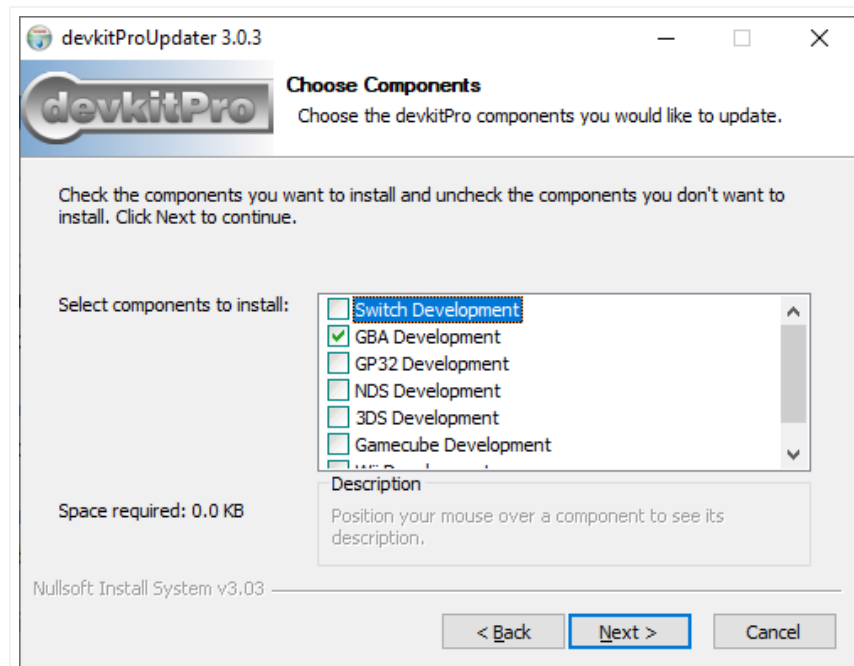 devkitProUpdater 3.0.3
devkitPro
Choose Components
Choose the devkitPro components you would like to update.
Check the components you want to install and uncheck the components you don't want to
install. Click Next to continue.
Select components to install:
Switch Development
GBA Development
GP32 Development
NDS Development
3DS Development
Gamecube Development
Space required: 0.0 KB
Description
Position your mouse over a component to see its
description.
Nullsoft Install System v3.03
< Back
Next >
Cancel